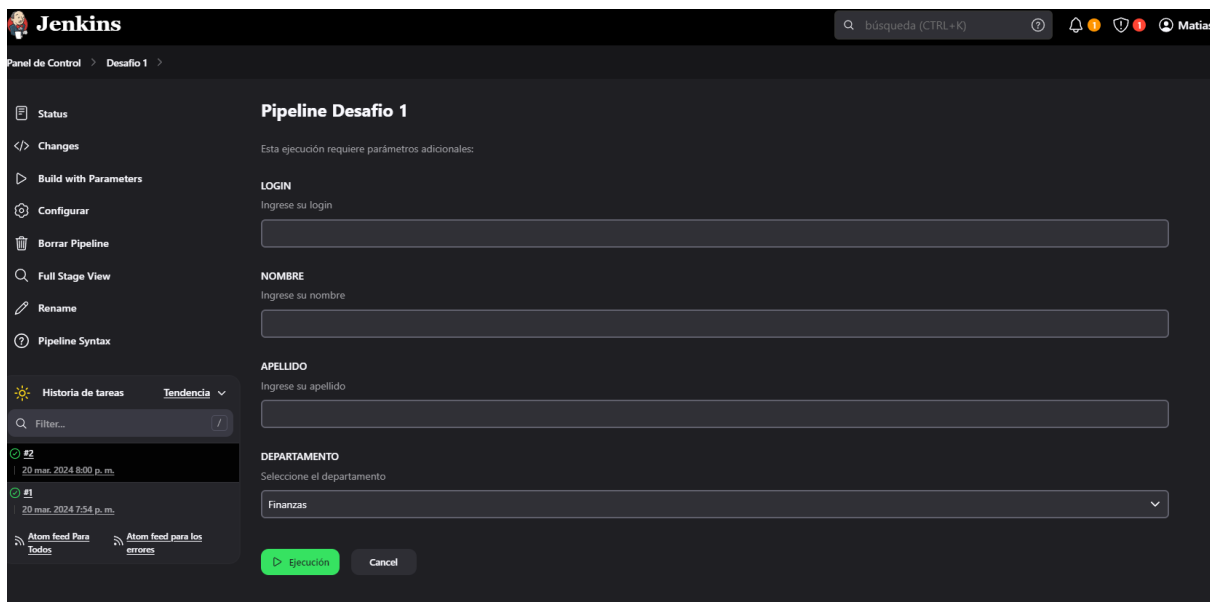 Jenkins
búsqueda (CTRL+K)
1
1
Matias
Panel de Control
Desafio 1
Status
Changes
Build with Parameters
Configurar
Borrar Pipeline
Full Stage View
Rename
Pipeline Syntax
Historia de tareas
Tendencia
Filter...
/
#2
20 mar. 2024 8:00 p. m.
#1
20 mar. 2024 7:54 p. m.
Atom feed Para
Todos
Atom feed para los
errores
Pipeline Desafio 1
Esta ejecución requiere parámetros adicionales:
LOGIN
Ingrese su login
NOMBRE
Ingrese su nombre
APELLIDO
Ingrese su apellido
DEPARTAMENTO
Seleccione el departamento
Finanzas
Ejecución
Cancel